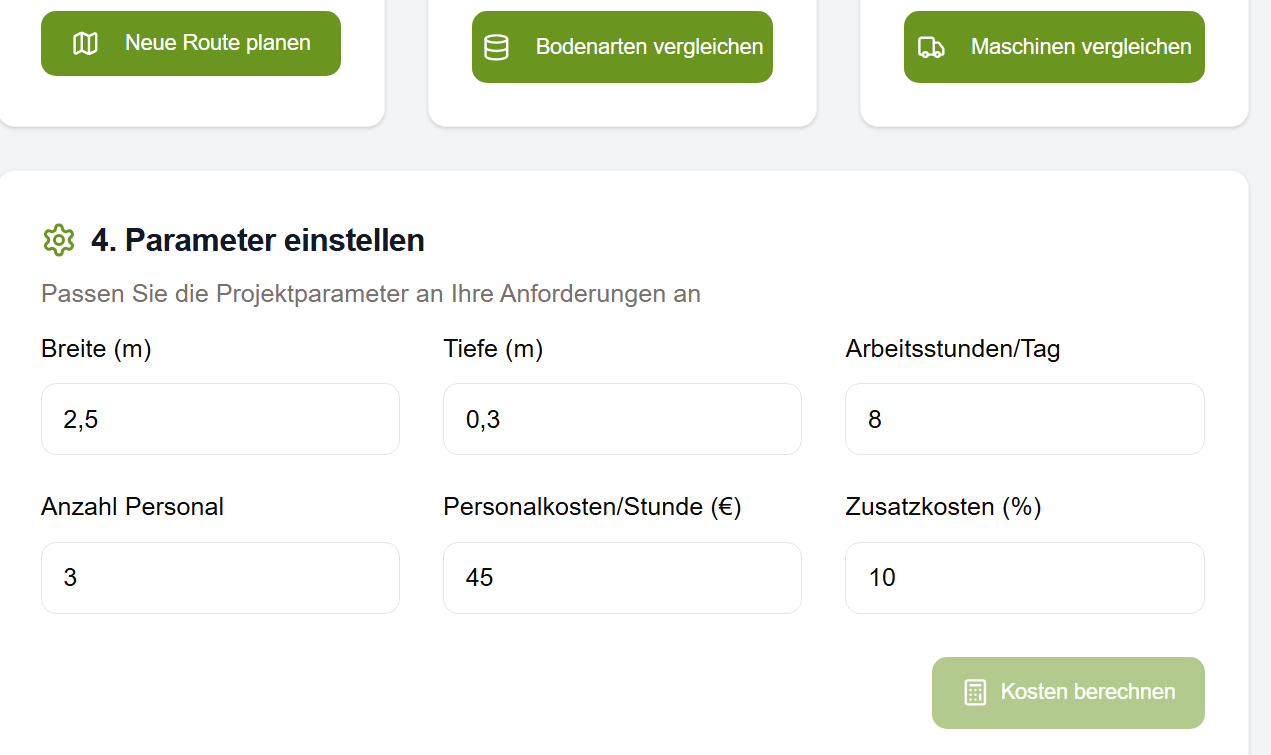 Neue Route planen
Bodenarten vergleichen
Maschinen vergleichen
4. Parameter einstellen
Passen Sie die Projektparameter an Ihre Anforderungen an
Breite (m)
Tiefe (m)
Arbeitsstunden/Tag
2,5
0,3
8
Anzahl Personal
Personalkosten/Stunde (€)
Zusatzkosten (%)
3
45
10
Kosten berechnen